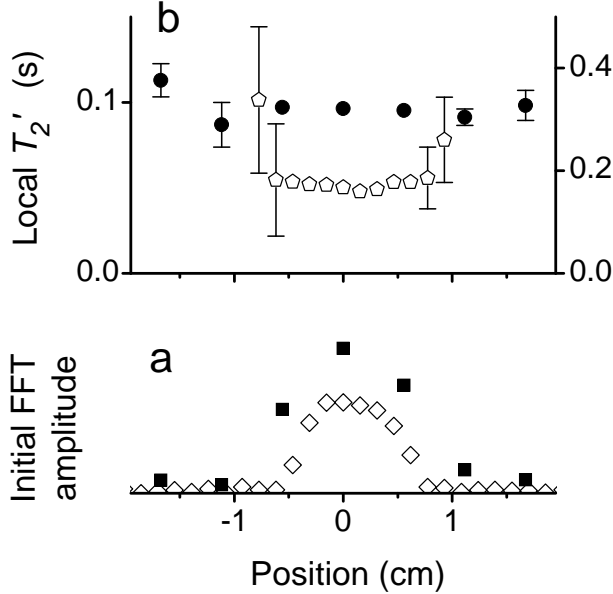 b
Local T2′ (s)
0.1
0.0
0.4
0.2
0.0
a
Initial FFT
amplitude
-1 0 1
Position (cm)